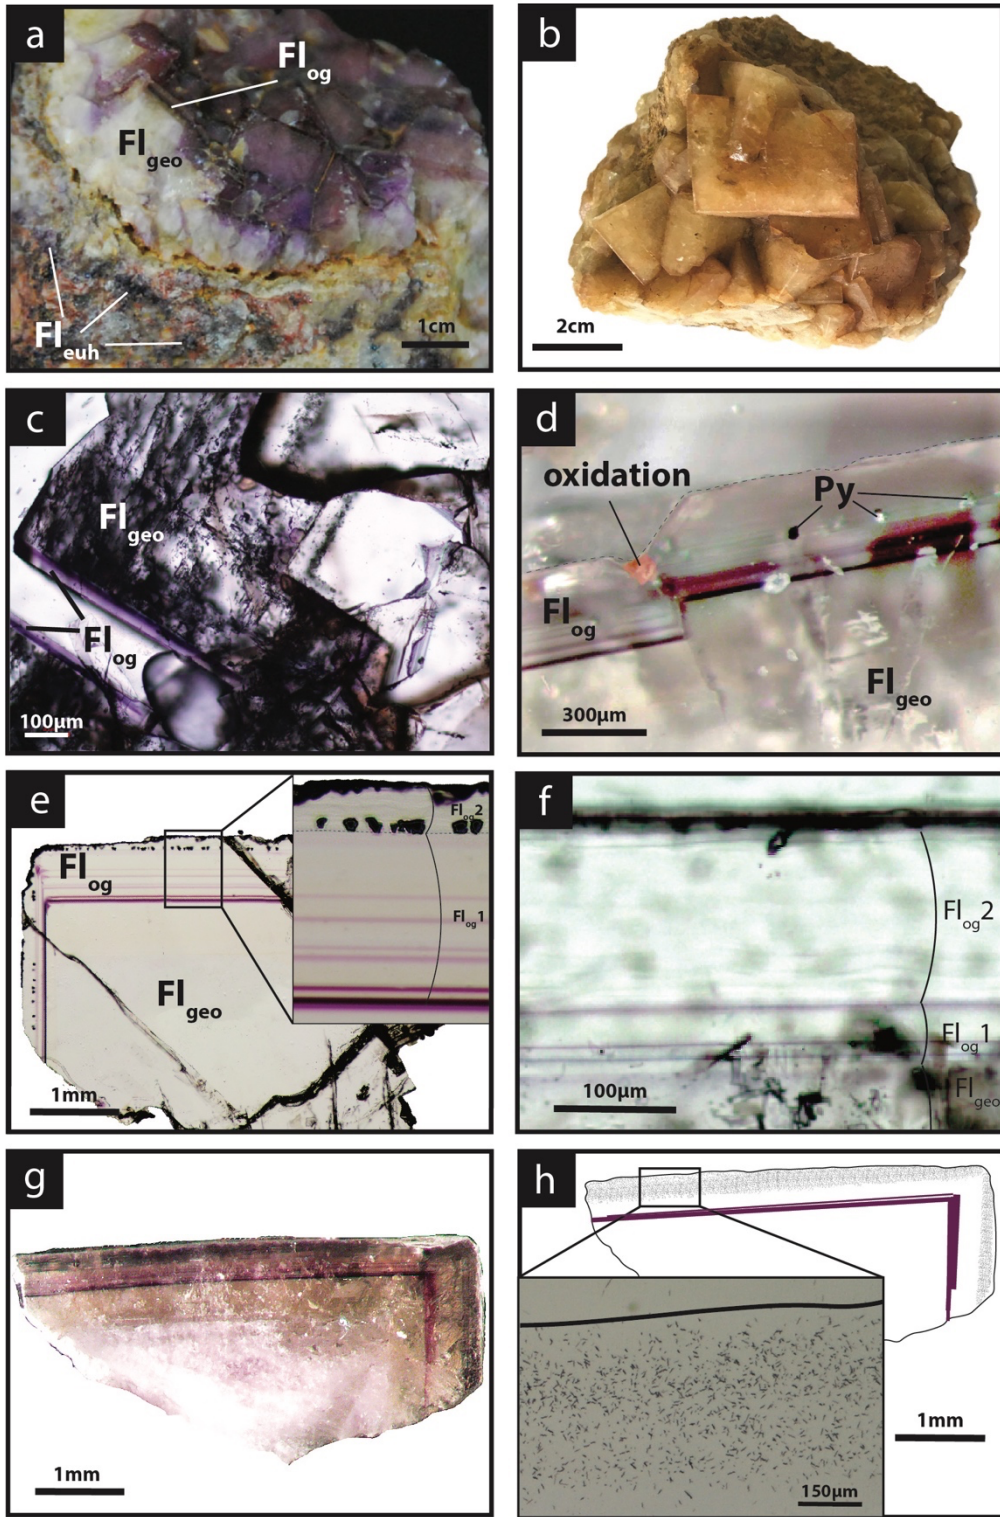 a
Fl
og
Fl
geo
Fl
euh
1cm
b
2cm
c
Fl
geo
Fl
og
100µm
d
oxidation
Py
Fl
og
Fl
geo
300µm
e
Fl
og
Fl
geo
1mm
Fl og 2
Fl og 1
f
Fl og 2
Fl og 1
Fl geo
100µm
g
1mm
h
1mm
150µm